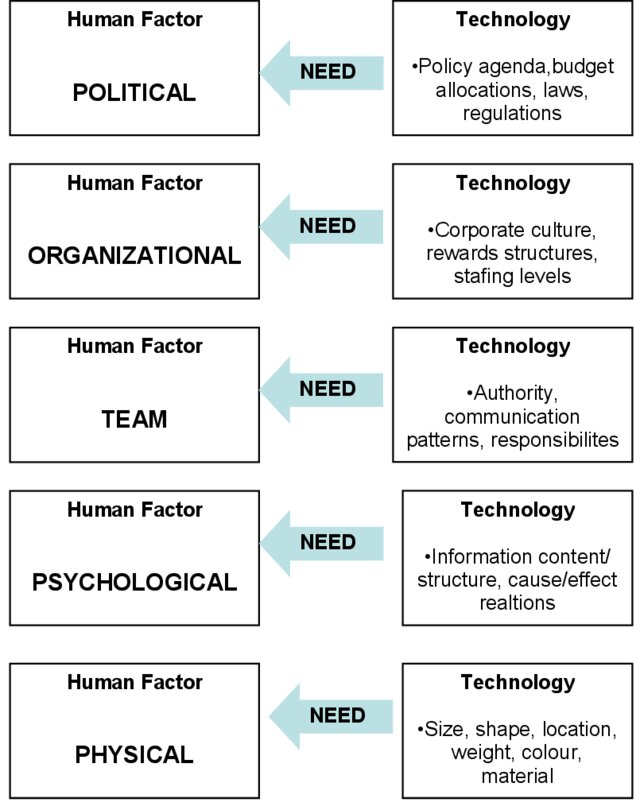 Human Factor
POLITICAL
NEED
Technology
•Policy agenda,budget
allocations, laws,
regulations
Human Factor
ORGANIZATIONAL
NEED
Technology
•Corporate culture,
rewards structures,
stafing levels
Human Factor
TEAM
NEED
Technology
•Authority,
communication
patterns, responsibilites
Human Factor
PSYCHOLOGICAL
NEED
Technology
•Information content/
structure, cause/effect
realtions
Human Factor
PHYSICAL
NEED
Technology
•Size, shape, location,
weight, colour,
material